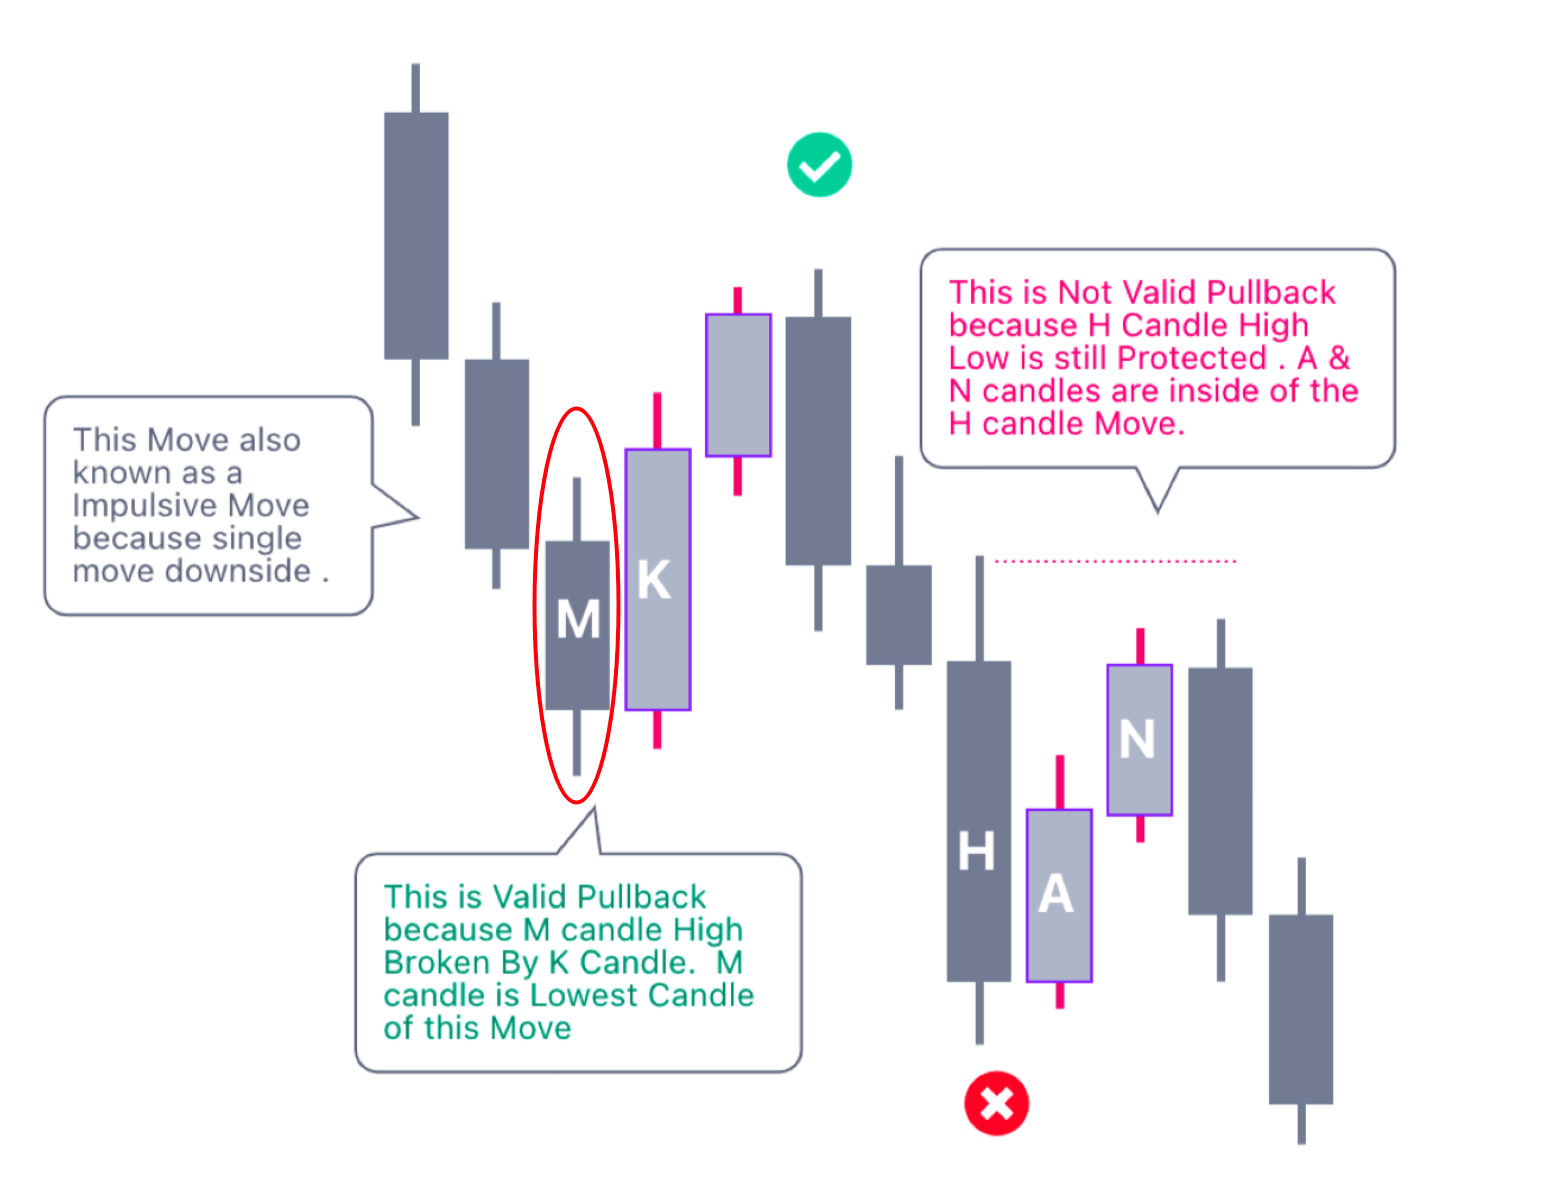 This is Not Valid Pullback
because H Candle High
Low is still Protected . A &
N candles are inside of the
H candle Move.
This Move also
known as a
Impulsive Move
because single
move downside .
M
K
N
H
A
This is Valid Pullback
because M candle High
Broken By K Candle.  M
candle is Lowest Candle
of this Move